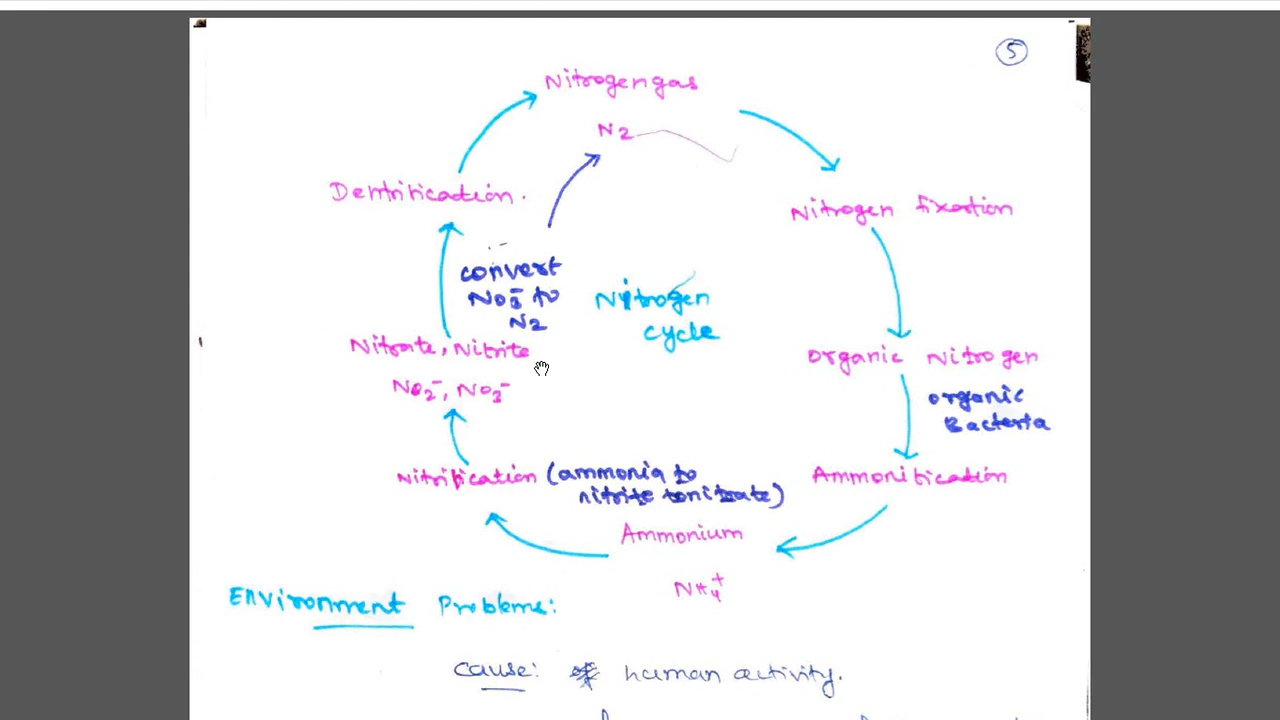 5
Nitrogen gas
N2
Dentrification.
Nitrogen fixation
convert
NO3⁻ to
N2
Nitrogen
cycle
Nitrate, Nitrite
NO2⁻, NO3⁻
Organic Nitrogen
organic
Bacteria
Nitrification (ammonia to
nitrite to nitrate)
Ammonification
Ammonium
NH4⁺
Environment Problems:
cause: human activity.